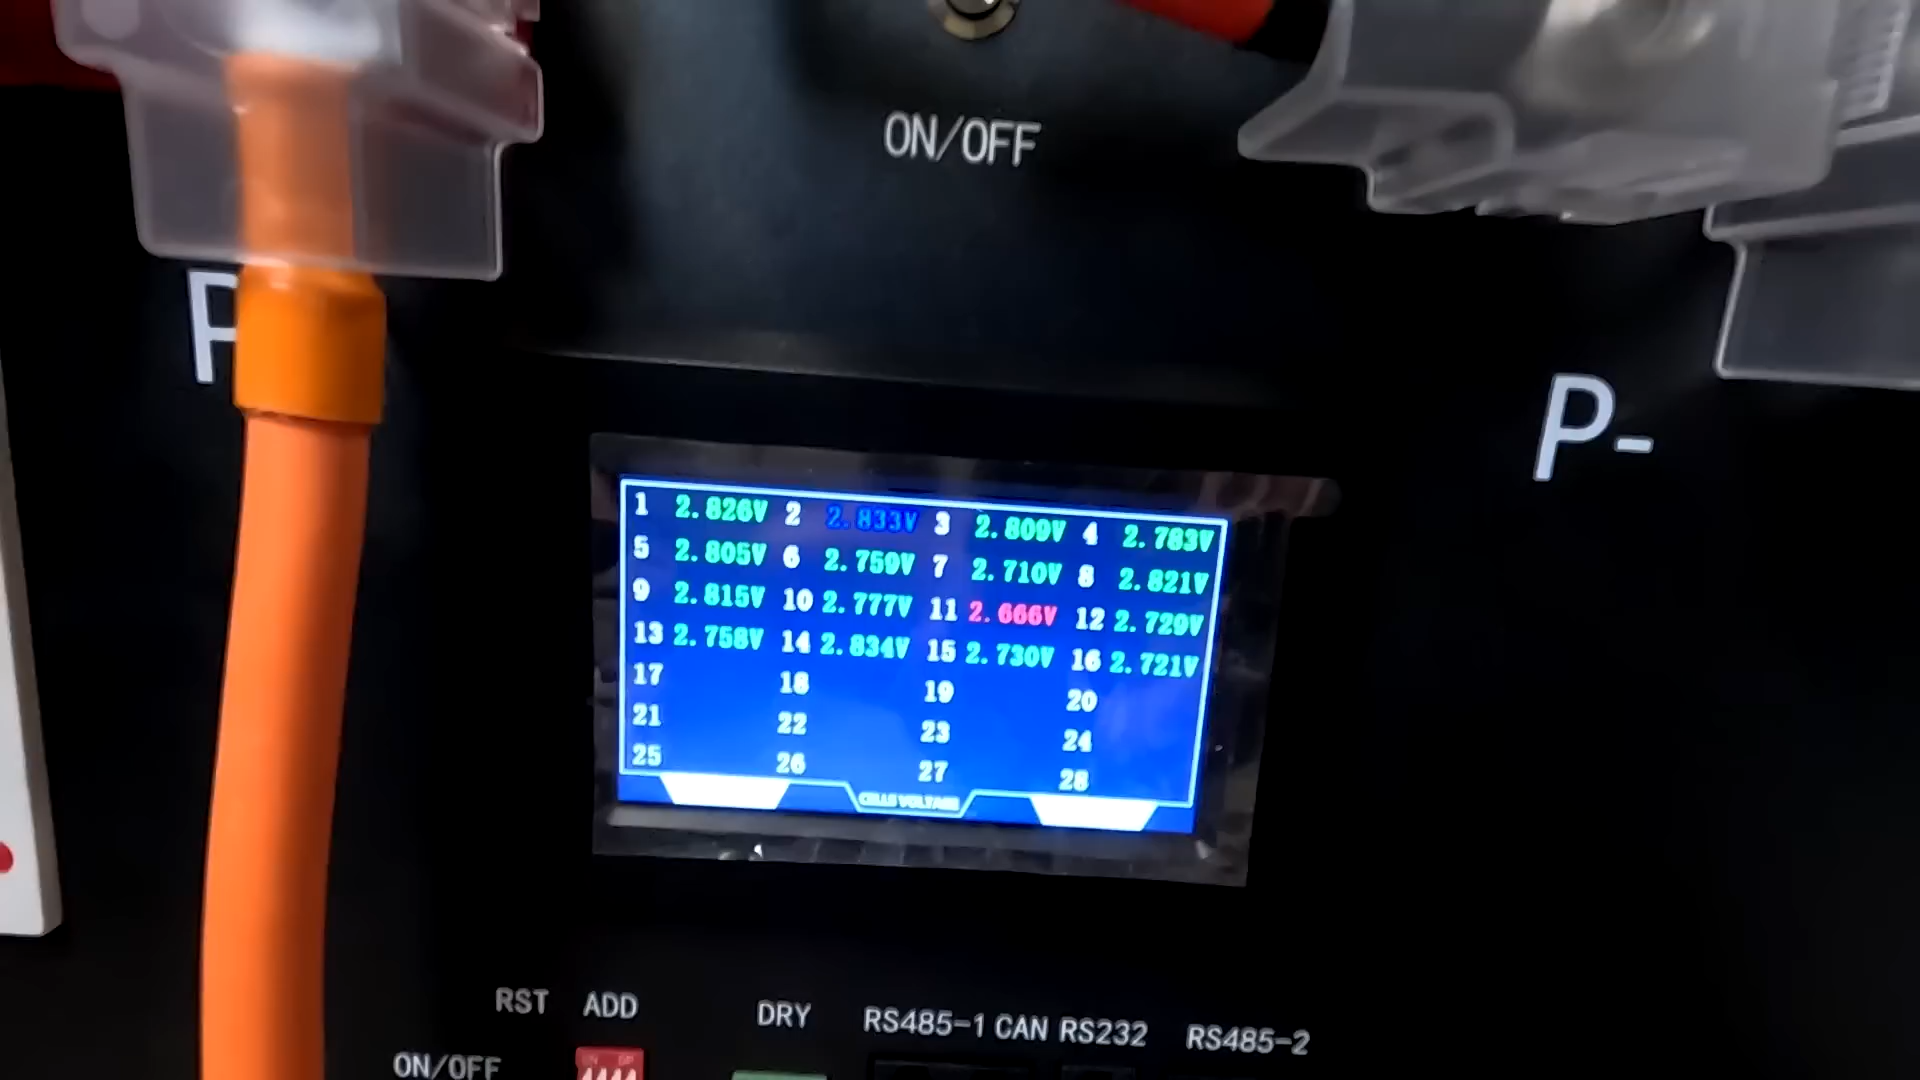 ON/OFF
P
P-
1 2.826V 2 2.833V 3 2.809V 4 2.783V
5 2.805V 6 2.759V 7 2.710V 8 2.821V
9 2.815V 10 2.777V 11 2.666V 12 2.729V
13 2.758V 14 2.834V 15 2.730V 16 2.721V
17 18 19 20
21 22 23 24
25 26 27 28
CELLS VOLTAGE
RST ADD DRY RS485-1 CAN RS232 RS485-2
ON/OFF